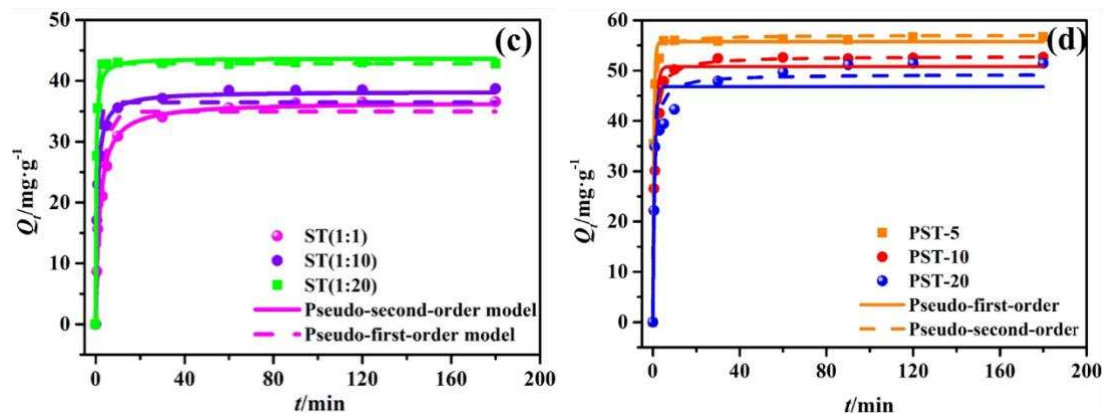 (c)
50
40
30
20
10
0
Qt/mg·g-1
ST(1:1)
ST(1:10)
ST(1:20)
Pseudo-second-order model
Pseudo-first-order model
0 40 80 120 160 200
t/min
(d)
60
50
40
30
20
10
0
Qt/mg·g-1
PST-5
PST-10
PST-20
Pseudo-first-order
Pseudo-second-order
0 40 80 120 160 200
t/min